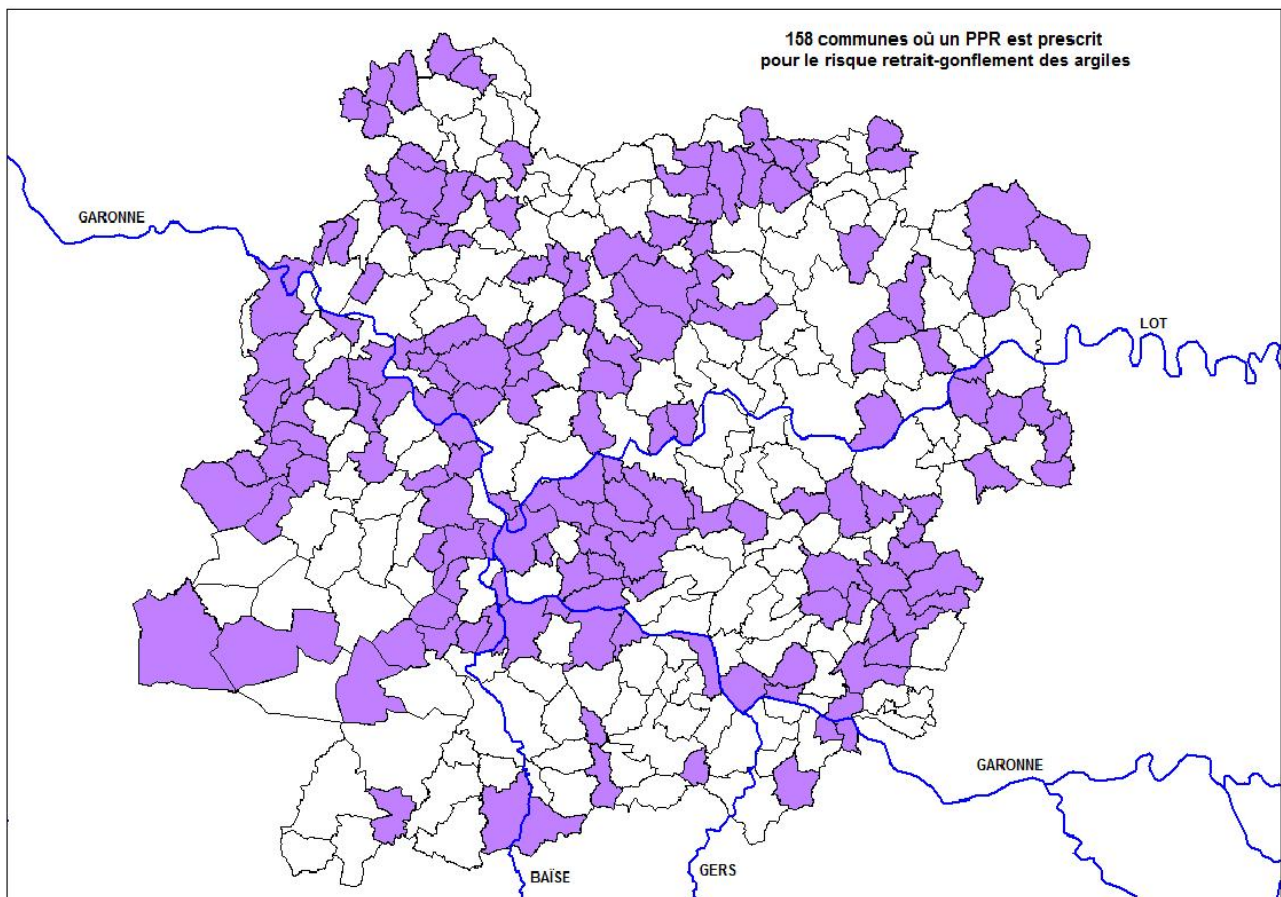 158 communes où un PPR est prescrit
pour le risque retrait-gonflement des argiles
GARONNE
LOT
GARONNE
BAÏSE
GERS